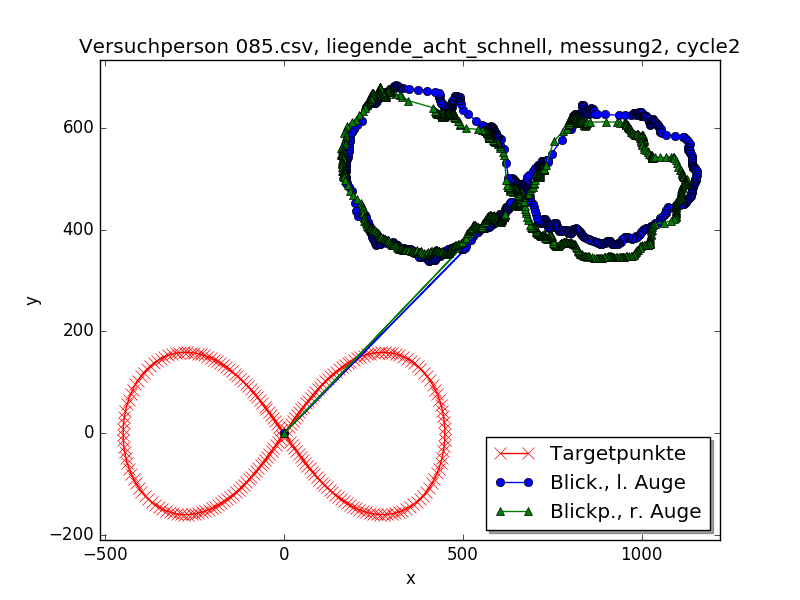 Versuchperson 085.csv, liegende_acht_schnell, messung2, cycle2
600
400
200
0
−200
y
−500
0
500
1000
x
Targetpunkte
Blick., l. Auge
Blickp., r. Auge